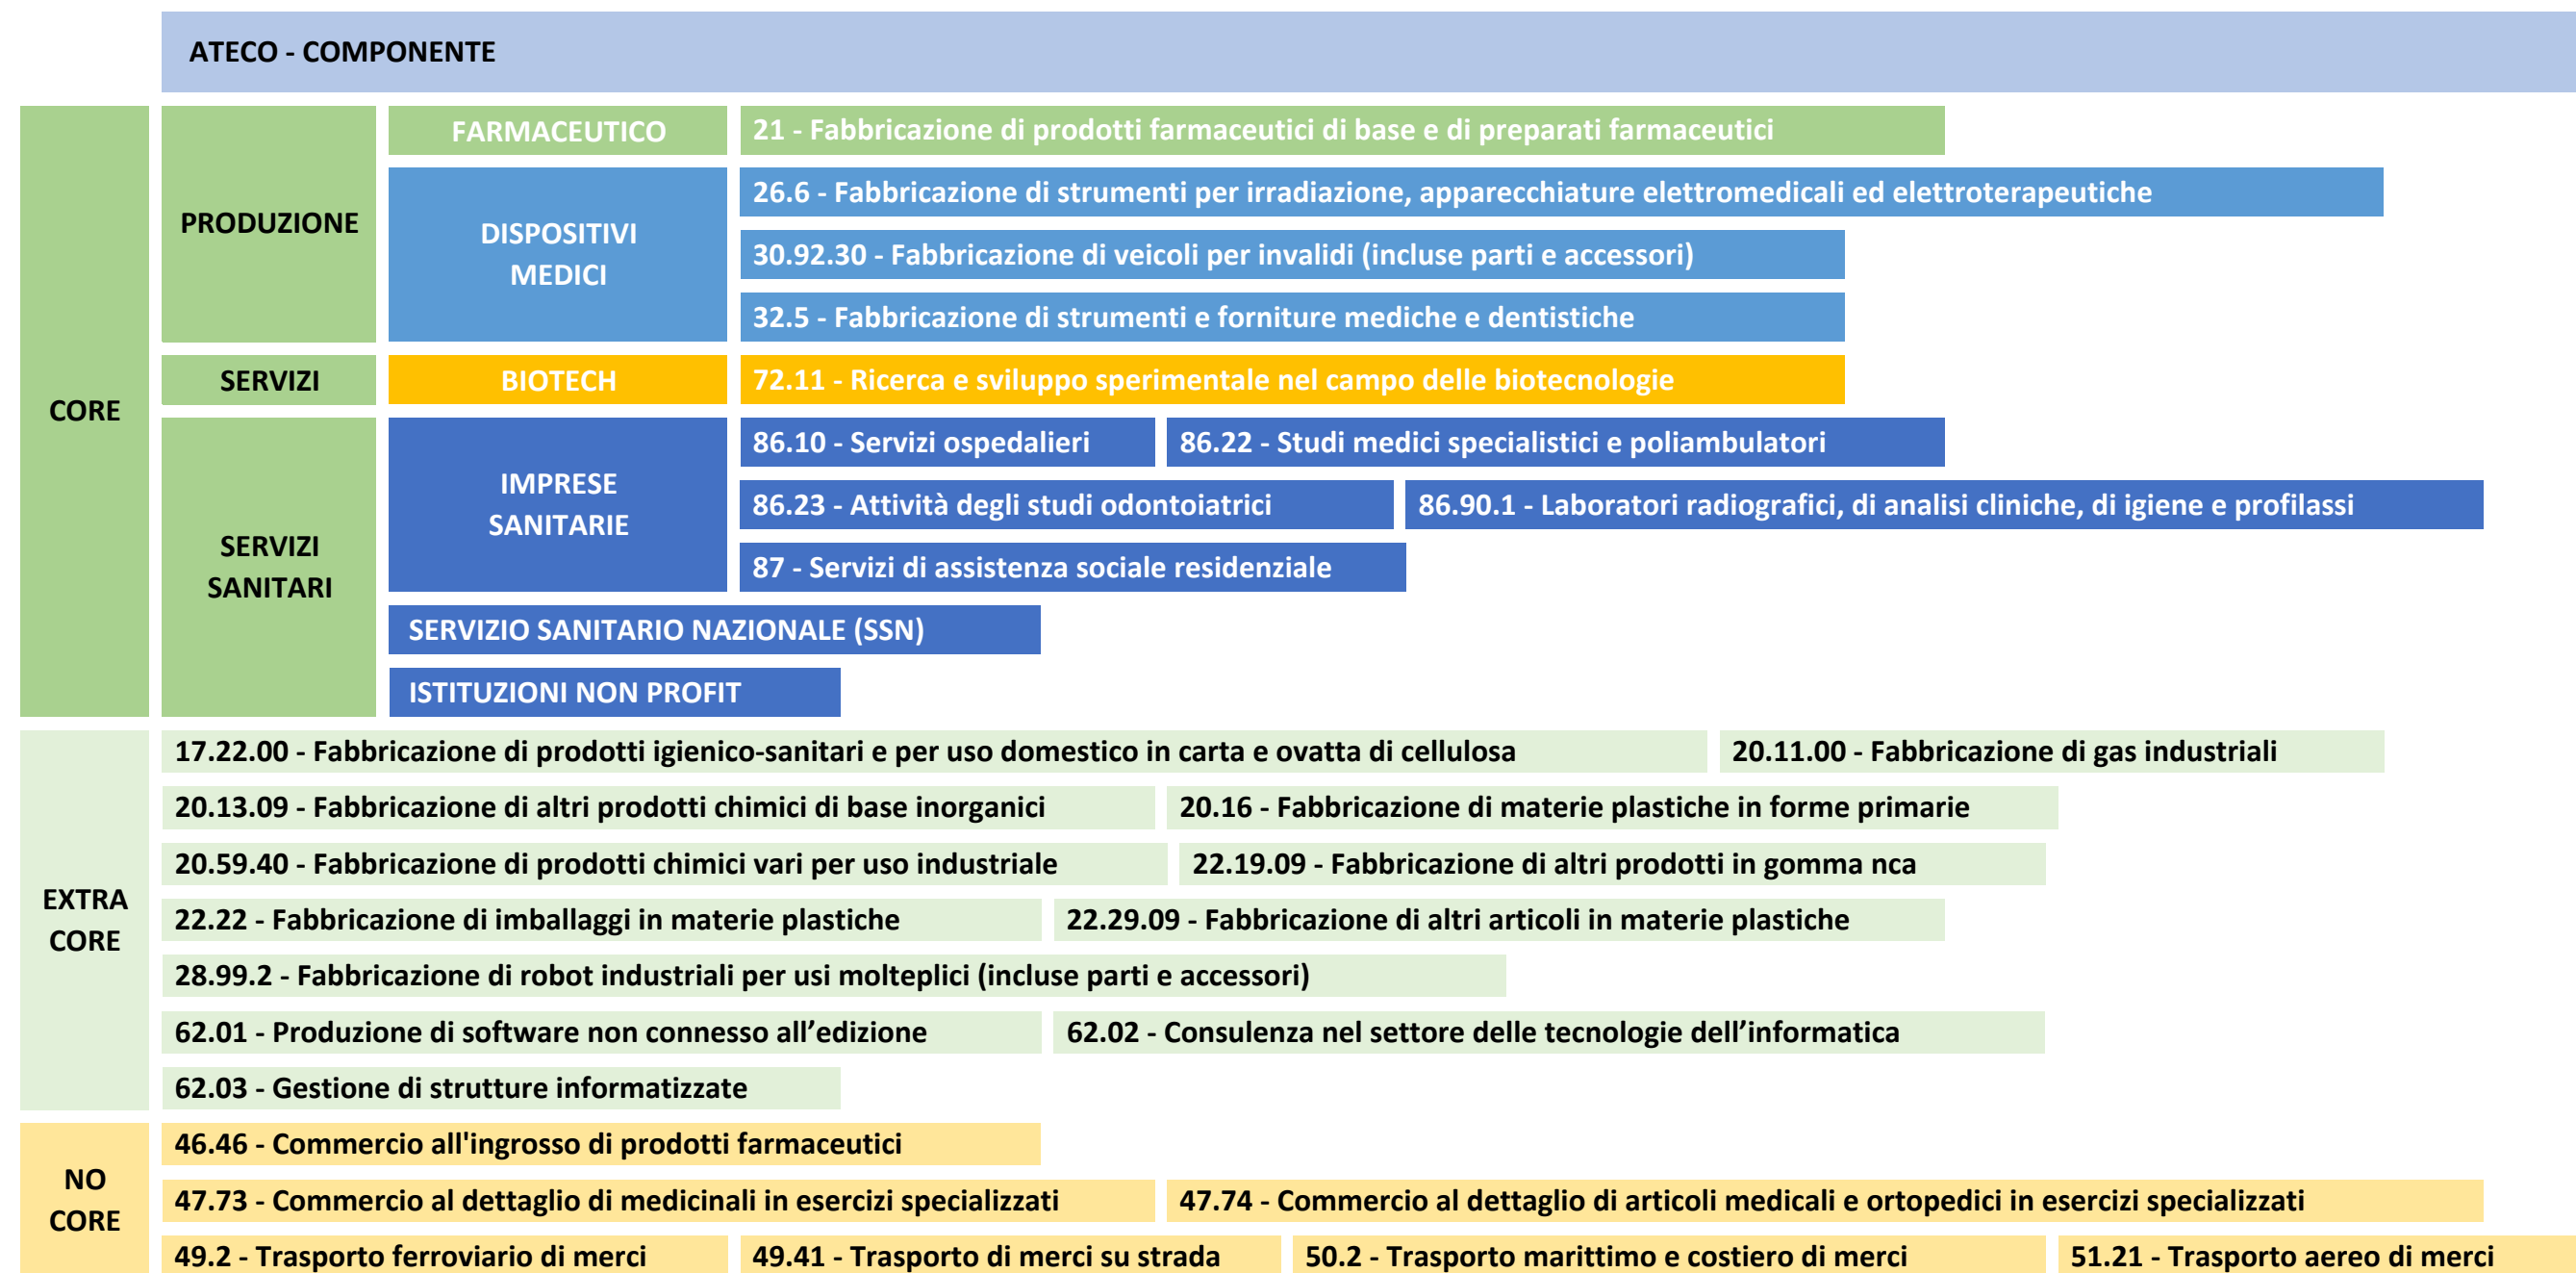 ATECO - COMPONENTE
CORE
PRODUZIONE
FARMACEUTICO
21 - Fabbricazione di prodotti farmaceutici di base e di preparati farmaceutici
DISPOSITIVI
MEDICI
26.6 - Fabbricazione di strumenti per irradiazione, apparecchiature elettromedicali ed elettroterapeutiche
30.92.30 - Fabbricazione di veicoli per invalidi (incluse parti e accessori)
32.5 - Fabbricazione di strumenti e forniture mediche e dentistiche
SERVIZI
BIOTECH
72.11 - Ricerca e sviluppo sperimentale nel campo delle biotecnologie
SERVIZI
SANITARI
IMPRESE
SANITARIE
86.10 - Servizi ospedalieri
86.22 - Studi medici specialistici e poliambulatori
86.23 - Attività degli studi odontoiatrici
86.90.1 - Laboratori radiografici, di analisi cliniche, di igiene e profilassi
87 - Servizi di assistenza sociale residenziale
SERVIZIO SANITARIO NAZIONALE (SSN)
ISTITUZIONI NON PROFIT
EXTRA
CORE
17.22.00 - Fabbricazione di prodotti igienico-sanitari e per uso domestico in carta e ovatta di cellulosa
20.11.00 - Fabbricazione di gas industriali
20.13.09 - Fabbricazione di altri prodotti chimici di base inorganici
20.16 - Fabbricazione di materie plastiche in forme primarie
20.59.40 - Fabbricazione di prodotti chimici vari per uso industriale
22.19.09 - Fabbricazione di altri prodotti in gomma nca
22.22 - Fabbricazione di imballaggi in materie plastiche
22.29.09 - Fabbricazione di altri articoli in materie plastiche
28.99.2 - Fabbricazione di robot industriali per usi molteplici (incluse parti e accessori)
62.01 - Produzione di software non connesso all’edizione
62.02 - Consulenza nel settore delle tecnologie dell’informatica
62.03 - Gestione di strutture informatizzate
NO
CORE
46.46 - Commercio all'ingrosso di prodotti farmaceutici
47.73 - Commercio al dettaglio di medicinali in esercizi specializzati
47.74 - Commercio al dettaglio di articoli medicali e ortopedici in esercizi specializzati
49.2 - Trasporto ferroviario di merci
49.41 - Trasporto di merci su strada
50.2 - Trasporto marittimo e costiero di merci
51.21 - Trasporto aereo di merci